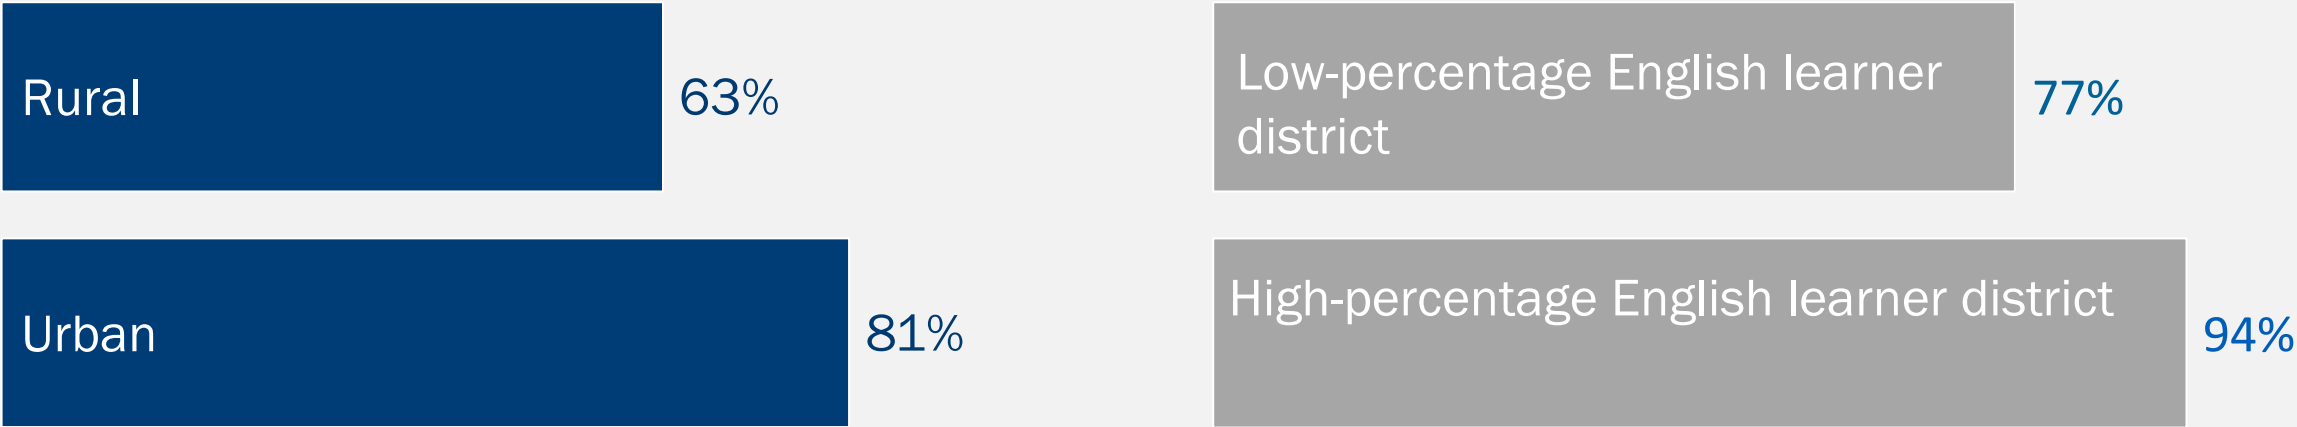 Rural
63%
Urban
81%
Low-percentage English learner
district
77%
High-percentage English learner district
94%